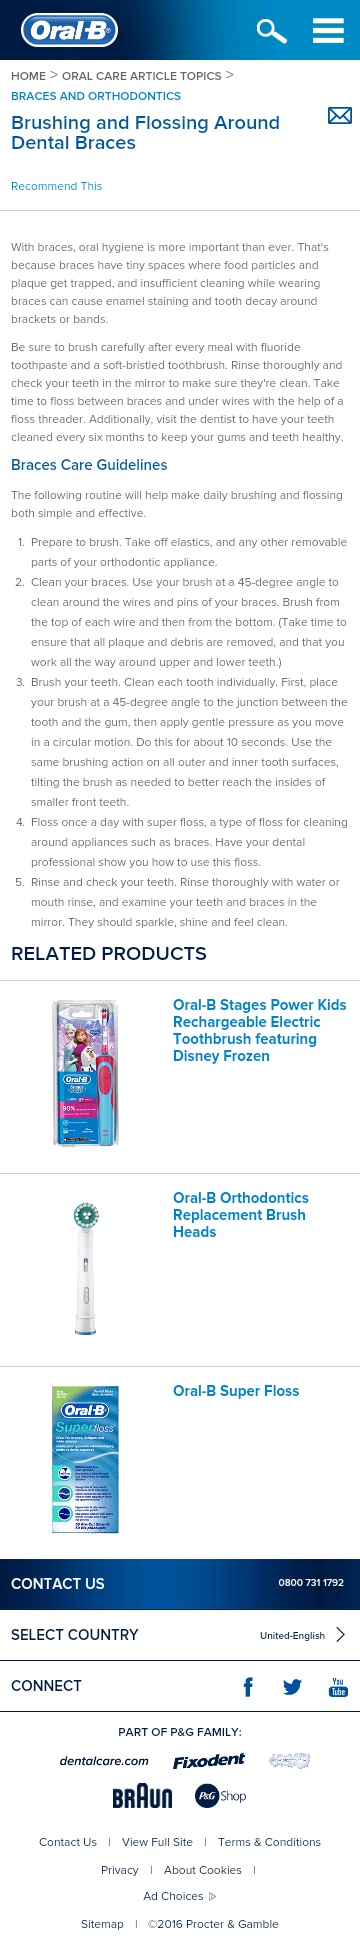 Oral-B
HOME > ORAL CARE ARTICLE TOPICS >
BRACES AND ORTHODONTICS
Brushing and Flossing Around
Dental Braces
Recommend This
With braces, oral hygiene is more important than ever. That's
because braces have tiny spaces where food particles and
plaque get trapped, and insufficient cleaning while wearing
braces can cause enamel staining and tooth decay around
brackets or bands.
Be sure to brush carefully after every meal with fluoride
toothpaste and a soft-bristled toothbrush. Rinse thoroughly and
check your teeth in the mirror to make sure they're clean. Take
time to floss between braces and under wires with the help of a
floss threader. Additionally, visit the dentist to have your teeth
cleaned every six months to keep your gums and teeth healthy.
Braces Care Guidelines
The following routine will help make daily brushing and flossing
both simple and effective.
1. Prepare to brush. Take off elastics, and any other removable
parts of your orthodontic appliance.
2. Clean your braces. Use your brush at a 45-degree angle to
clean around the wires and pins of your braces. Brush from
the top of each wire and then from the bottom. (Take time to
ensure that all plaque and debris are removed, and that you
work all the way around upper and lower teeth.)
3. Brush your teeth. Clean each tooth individually. First, place
your brush at a 45-degree angle to the junction between the
tooth and the gum, then apply gentle pressure as you move
in a circular motion. Do this for about 10 seconds. Use the
same brushing action on all outer and inner tooth surfaces,
tilting the brush as needed to better reach the insides of
smaller front teeth.
4. Floss once a day with super floss, a type of floss for cleaning
around appliances such as braces. Have your dental
professional show you how to use this floss.
5. Rinse and check your teeth. Rinse thoroughly with water or
mouth rinse, and examine your teeth and braces in the
mirror. They should sparkle, shine and feel clean.
RELATED PRODUCTS
Oral-B
90%
Oral-B Stages Power Kids
Rechargeable Electric
Toothbrush featuring
Disney Frozen
Oral-B Orthodontics
Replacement Brush
Heads
Oral-B
Superfloss
Oral-B Super Floss
CONTACT US 0800 731 1792
SELECT COUNTRY United-English
CONNECT You Tube
PART OF P&G FAMILY:
dentalcare.com Fixodent
BRAUN P&G Shop
Contact Us | View Full Site | Terms & Conditions
Privacy | About Cookies |
Ad Choices
Sitemap | ©2016 Procter & Gamble